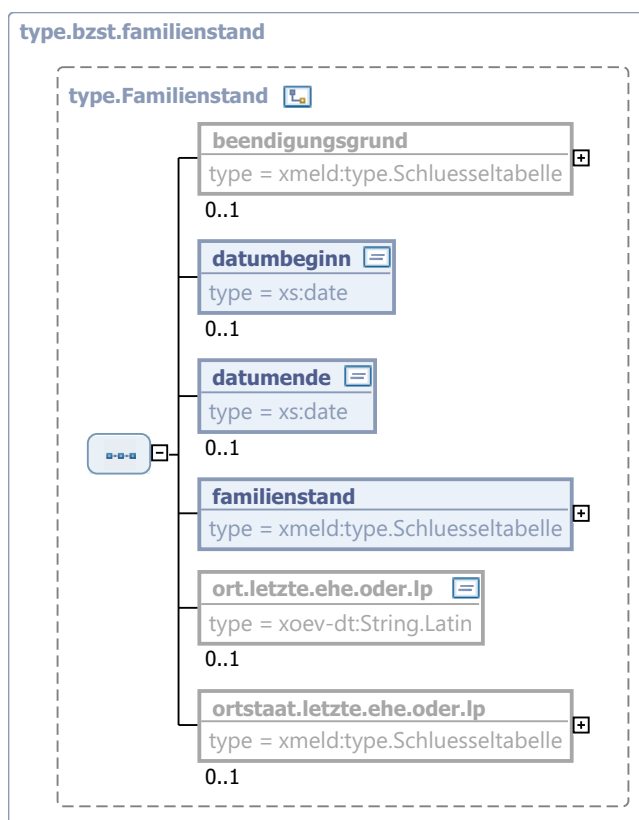 type.bzst.familienstand
type.Familienstand
beendigungsgrund
type = xmeld:type.Schluesseltabelle
0..1
datumbeginn
type = xs:date
0..1
datumende
type = xs:date
0..1
familienstand
type = xmeld:type.Schluesseltabelle
ort.letzte.ehe.oder.lp
type = xoev-dt:String.Latin
0..1
ortstaat.letzte.ehe.oder.lp
type = xmeld:type.Schluesseltabelle
0..1